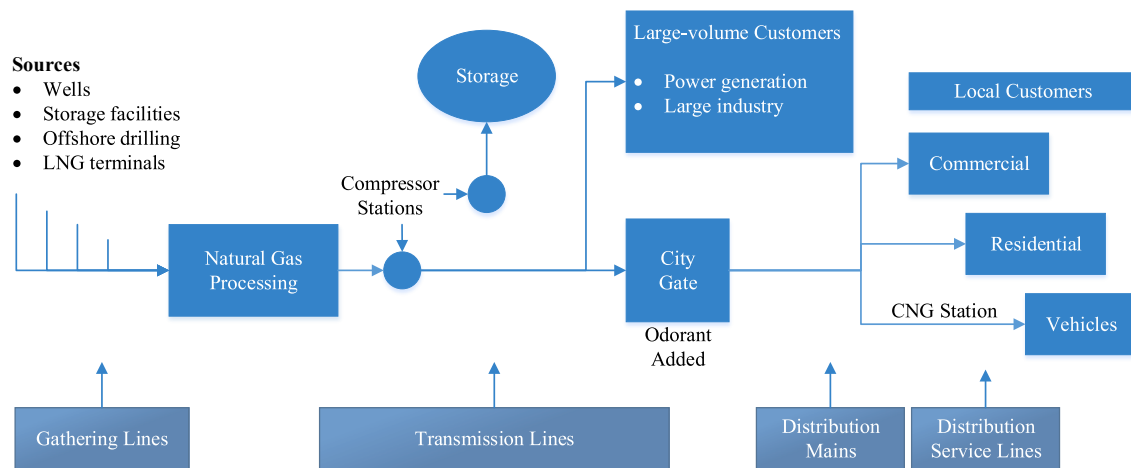 Sources
• Wells
• Storage facilities
• Offshore drilling
• LNG terminals
Natural Gas
Processing
Compressor
Stations
Storage
Large-volume Customers
• Power generation
• Large industry
City
Gate
Odorant
Added
Local Customers
Commercial
Residential
CNG Station
Vehicles
Gathering Lines
Transmission Lines
Distribution
Mains
Distribution
Service Lines